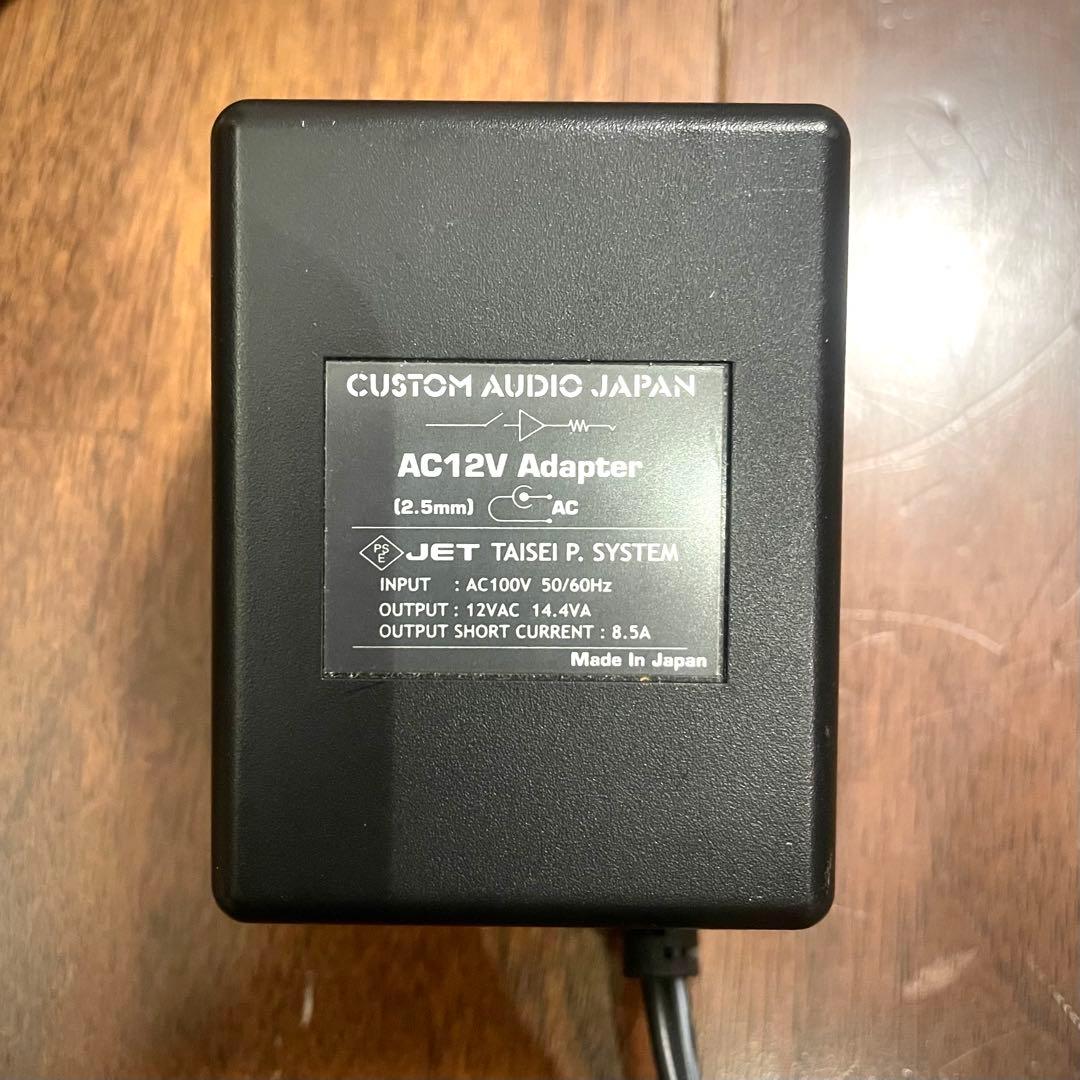 CUSTOM AUDIO JAPAN
AC12V Adapter
(2.5mm) AC
PS E JET TAISEI P. SYSTEM
INPUT : AC100V 50/60Hz
OUTPUT : 12VAC 14.4VA
OUTPUT SHORT CURRENT : 8.5A
Made In Japan